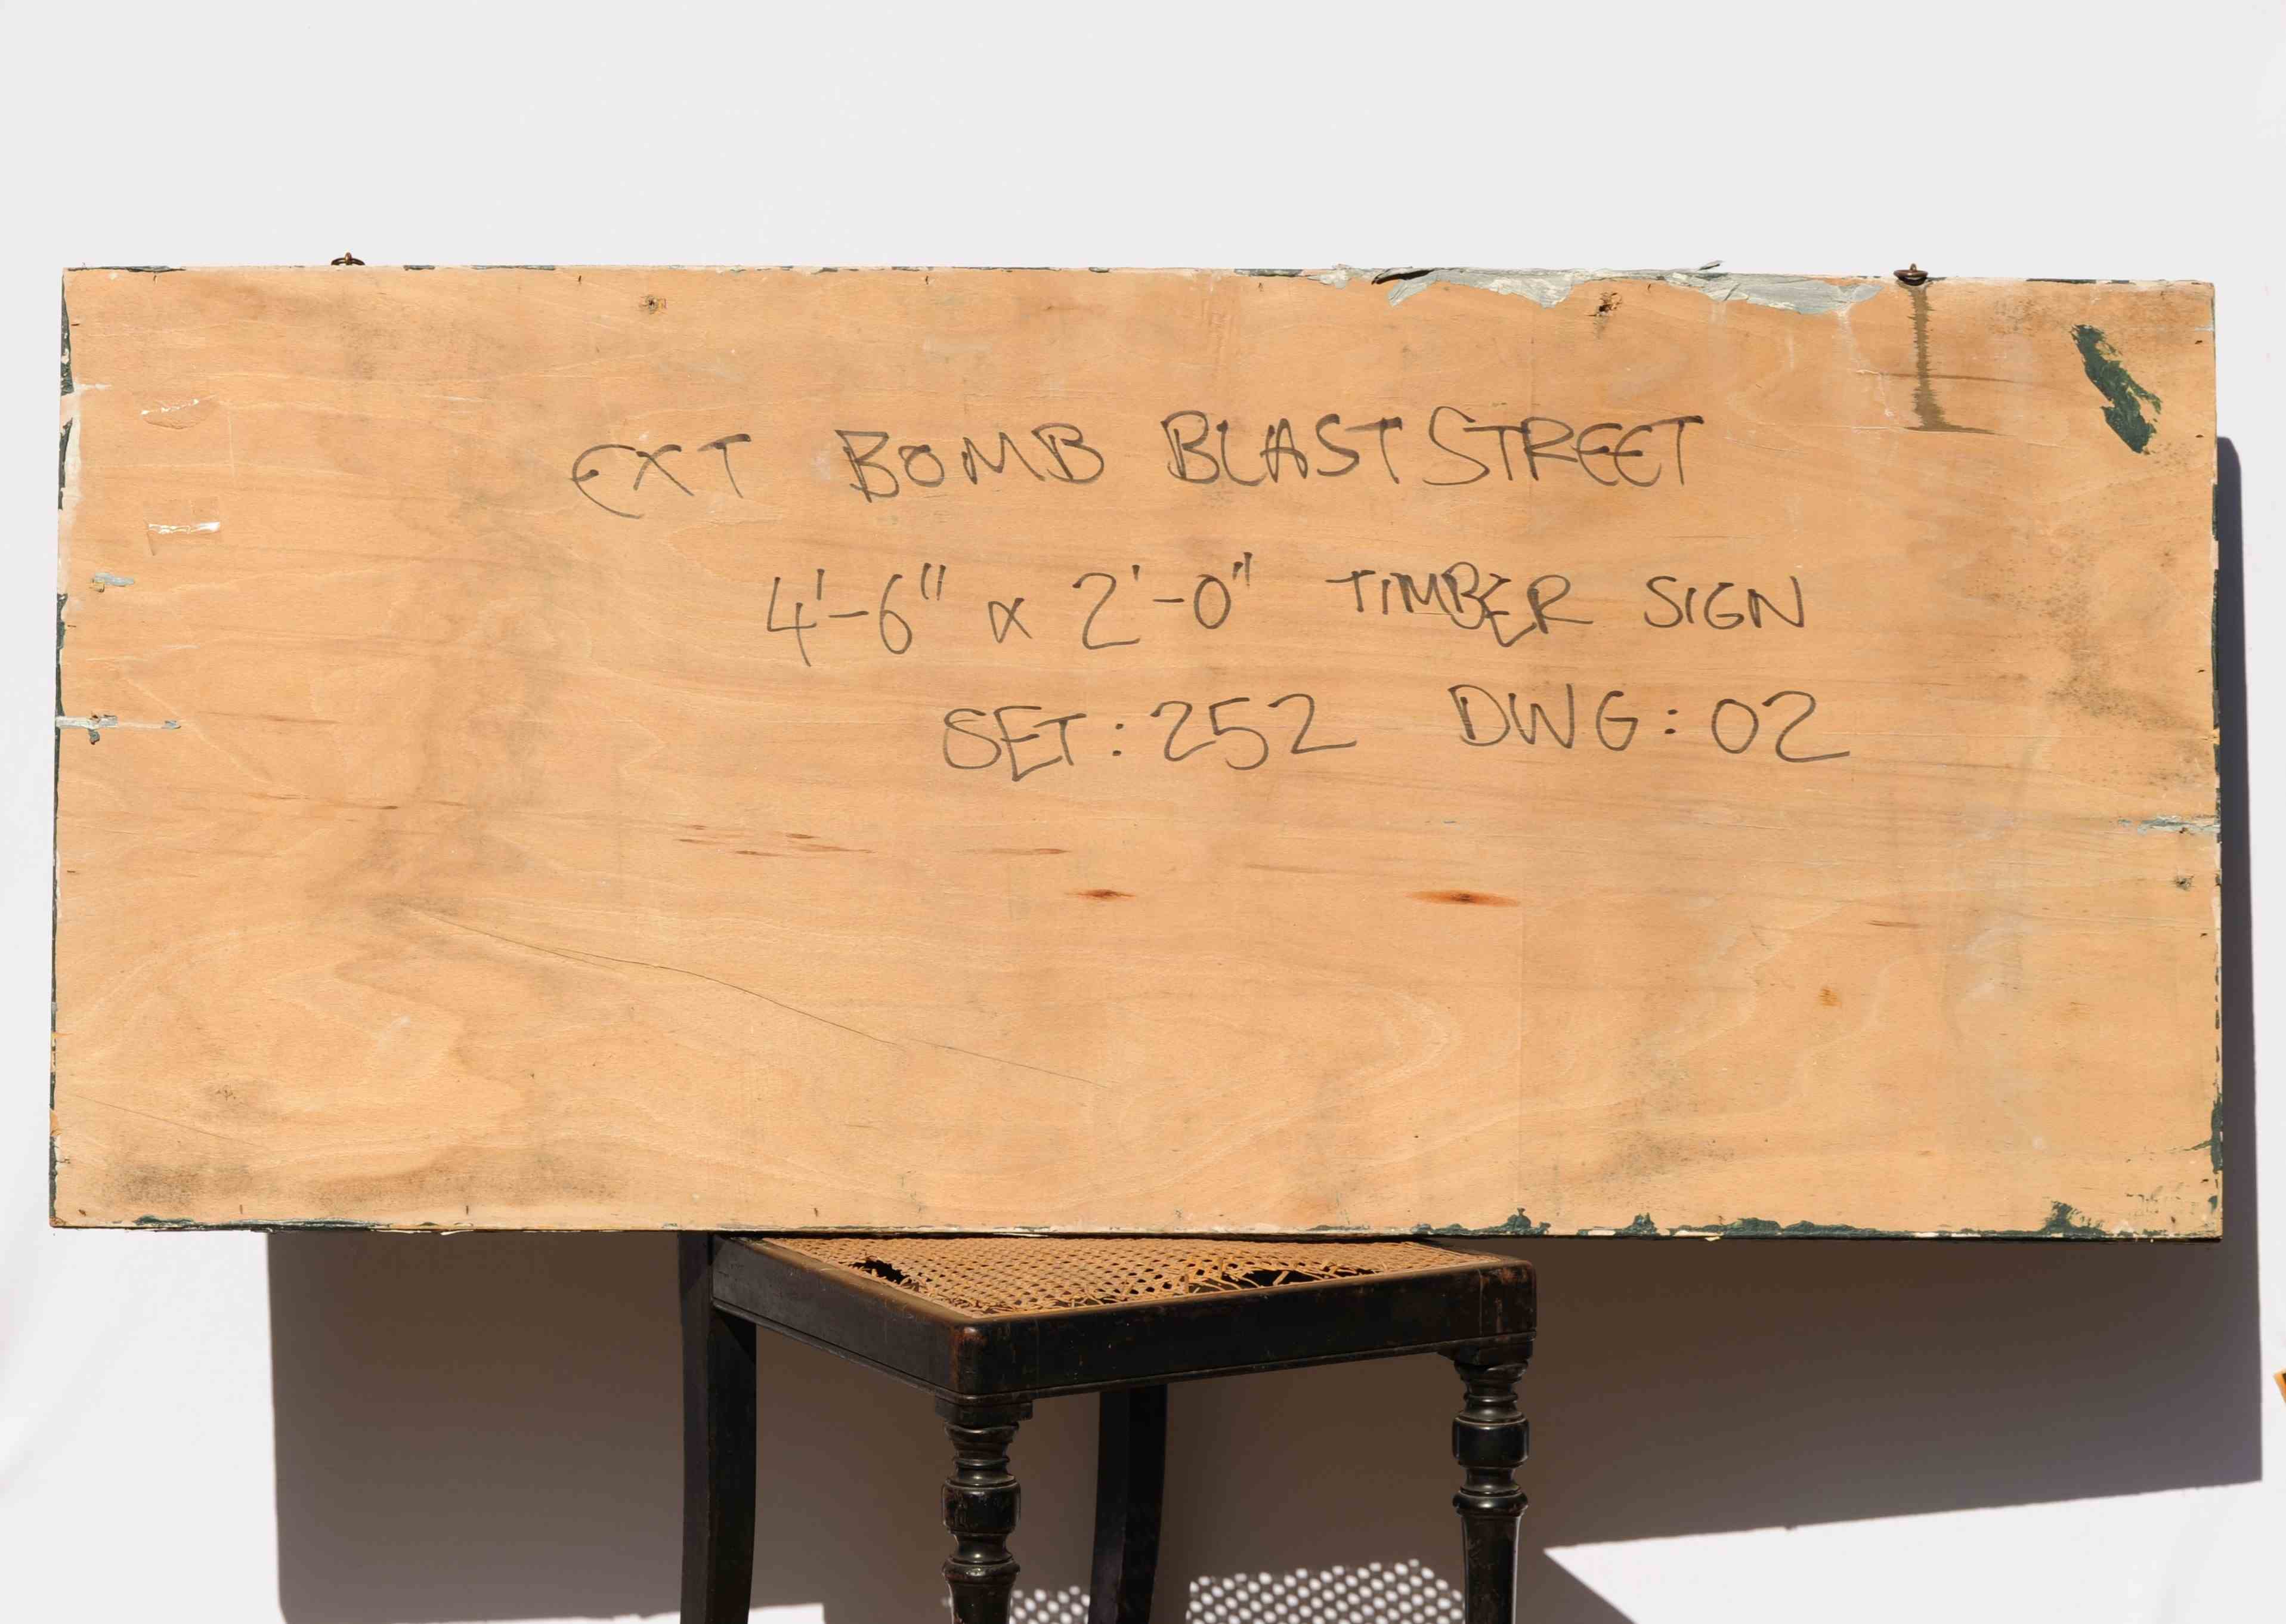 EXT BOMB BLAST STREET
4'-6" x 2'-0" TIMBER SIGN
SET: 252 DWG: 02